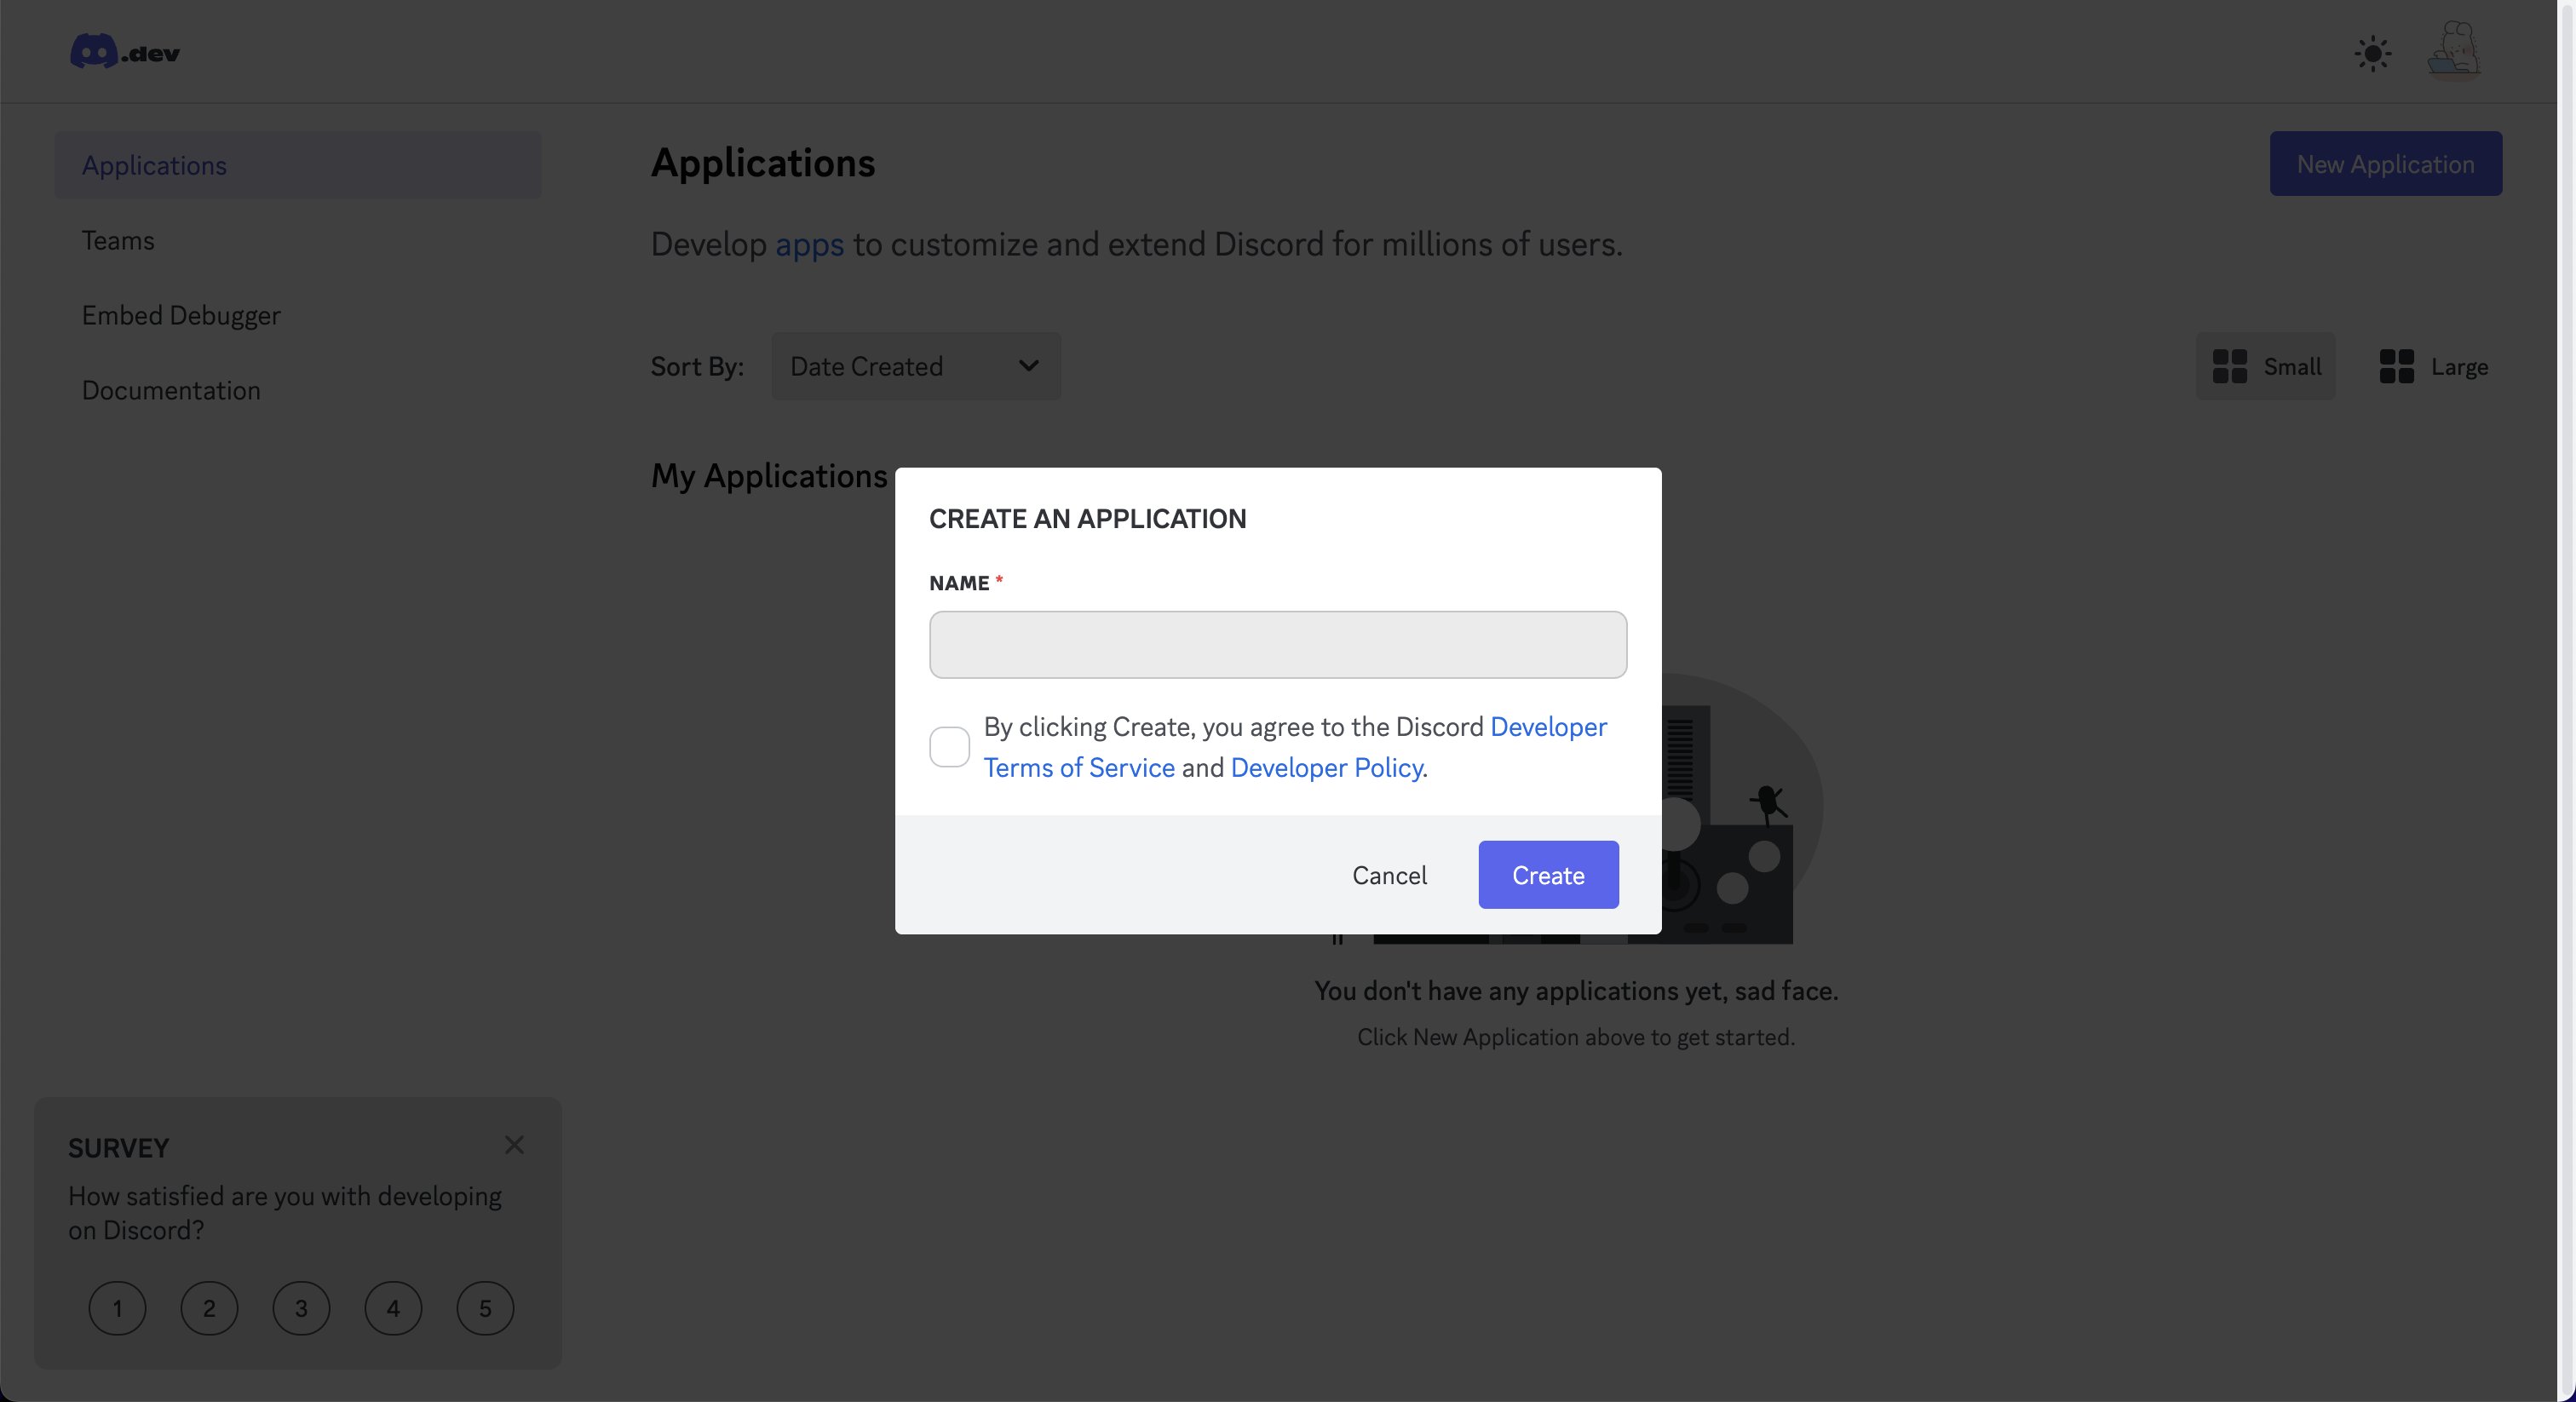 .dev
Applications
Teams
Embed Debugger
Documentation
Applications
New Application
Develop apps to customize and extend Discord for millions of users.
Sort By:
Date Created
Small
Large
My Applications
CREATE AN APPLICATION
NAME *
By clicking Create, you agree to the Discord Developer
Terms of Service and Developer Policy.
Cancel
Create
You don't have any applications yet, sad face.
Click New Application above to get started.
SURVEY
How satisfied are you with developing
on Discord?
1 2 3 4 5